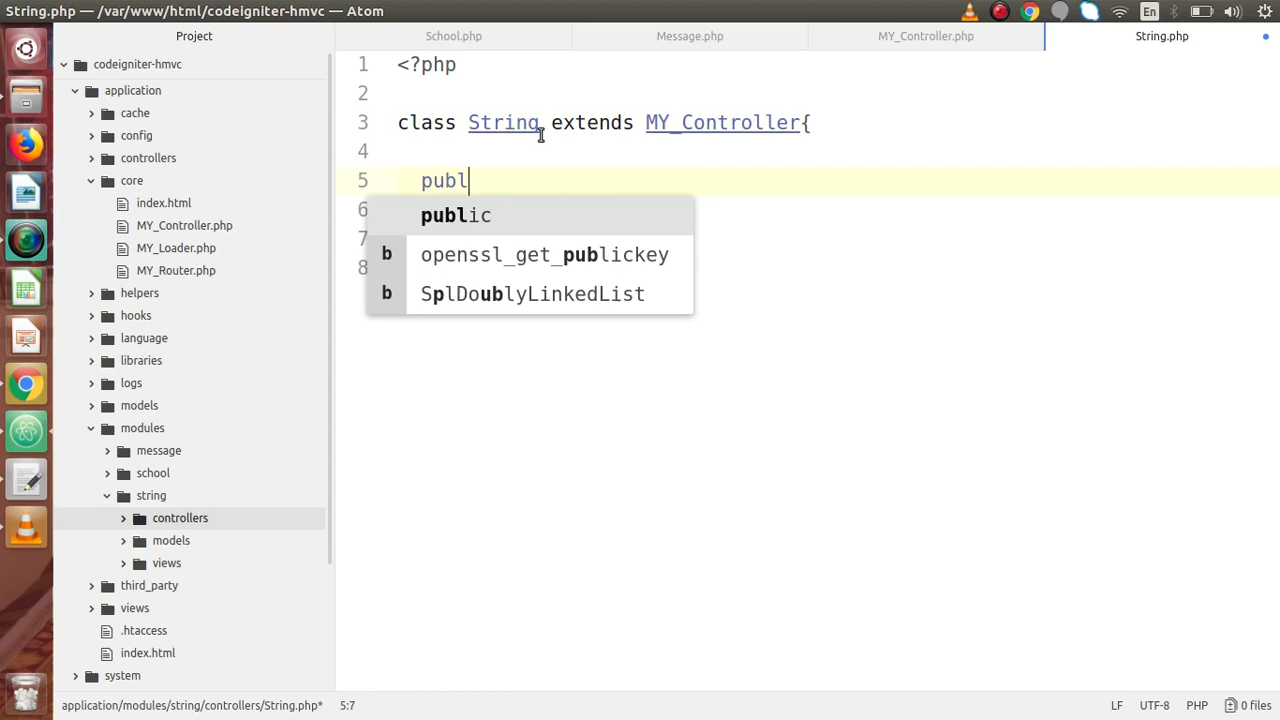 String.php — /var/www/html/codeigniter-hmvc — Atom
En
Project
School.php
Message.php
MY_Controller.php
String.php
codeigniter-hmvc
application
cache
config
controllers
core
index.html
MY_Controller.php
MY_Loader.php
MY_Router.php
helpers
hooks
language
libraries
logs
models
modules
message
school
string
controllers
models
views
third_party
views
.htaccess
index.html
system
1 <?php
2
3 class String extends MY_Controller{
4
5 publ
6
7
8
public
b openssl_get_publickey
b SplDoublyLinkedList
application/modules/string/controllers/String.php* 5:7
LF UTF-8 PHP 0 files